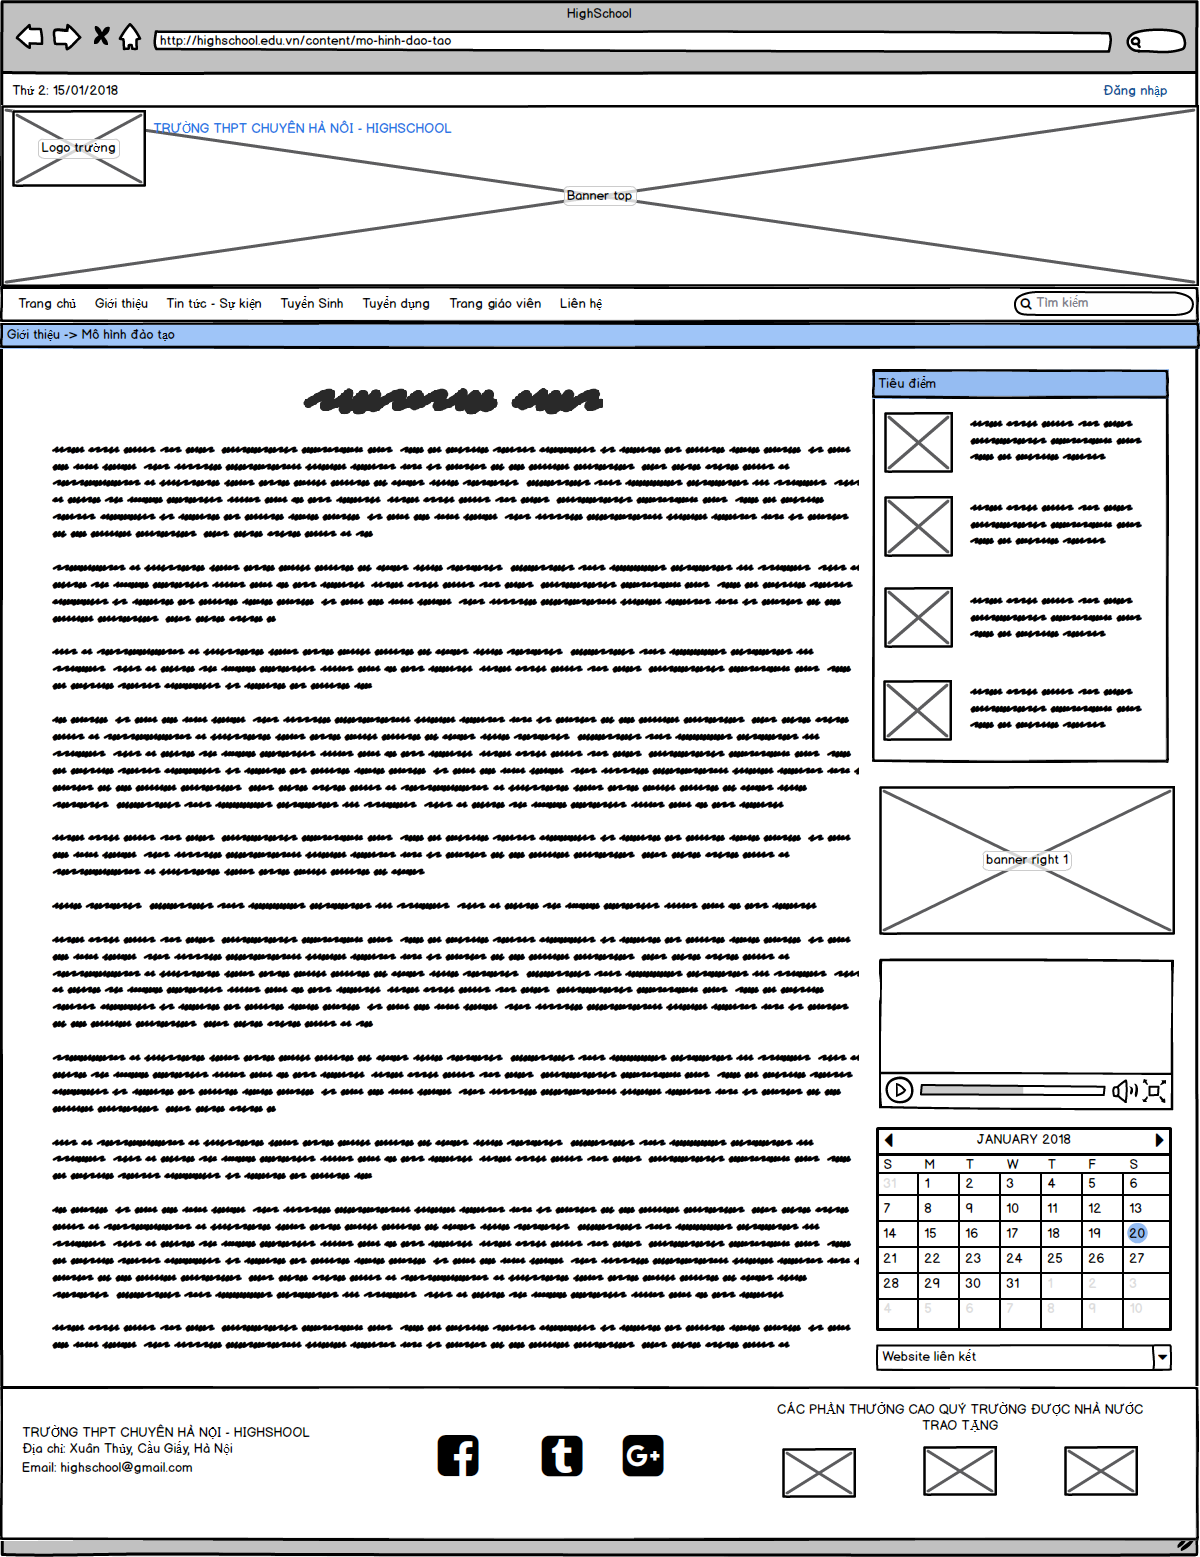 HighSchool
http://highschool.edu.vn/content/mo-hinh-dao-tao
Thứ 2: 15/01/2018
Đăng nhập
TRƯỜNG THPT CHUYÊN HÀ NÔI - HIGHSCHOOL
Logo trường
Banner top
Trang chủ Giới thiệu Tin tức - Sự kiện Tuyển Sinh Tuyển dụng Trang giáo viên Liên hệ
Tìm kiếm
Giới thiệu -> Mô hình đào tạo
Tiêu điểm
banner right 1
JANUARY 2018
S M T W T F S
31 1 2 3 4 5 6
7 8 9 10 11 12 13
14 15 16 17 18 19 20
21 22 23 24 25 26 27
28 29 30 31 1 2 3
4 5 6 7 8 9 10
Website liên kết
TRƯỜNG THPT CHUYÊN HÀ NỘI - HIGHSHOOL
Địa chỉ: Xuân Thủy, Cầu Giấy, Hà Nội
Email: highschool@gmail.com
CÁC PHẦN THƯỞNG CAO QUÝ TRƯỜNG ĐƯỢC NHÀ NƯỚC
TRAO TẶNG